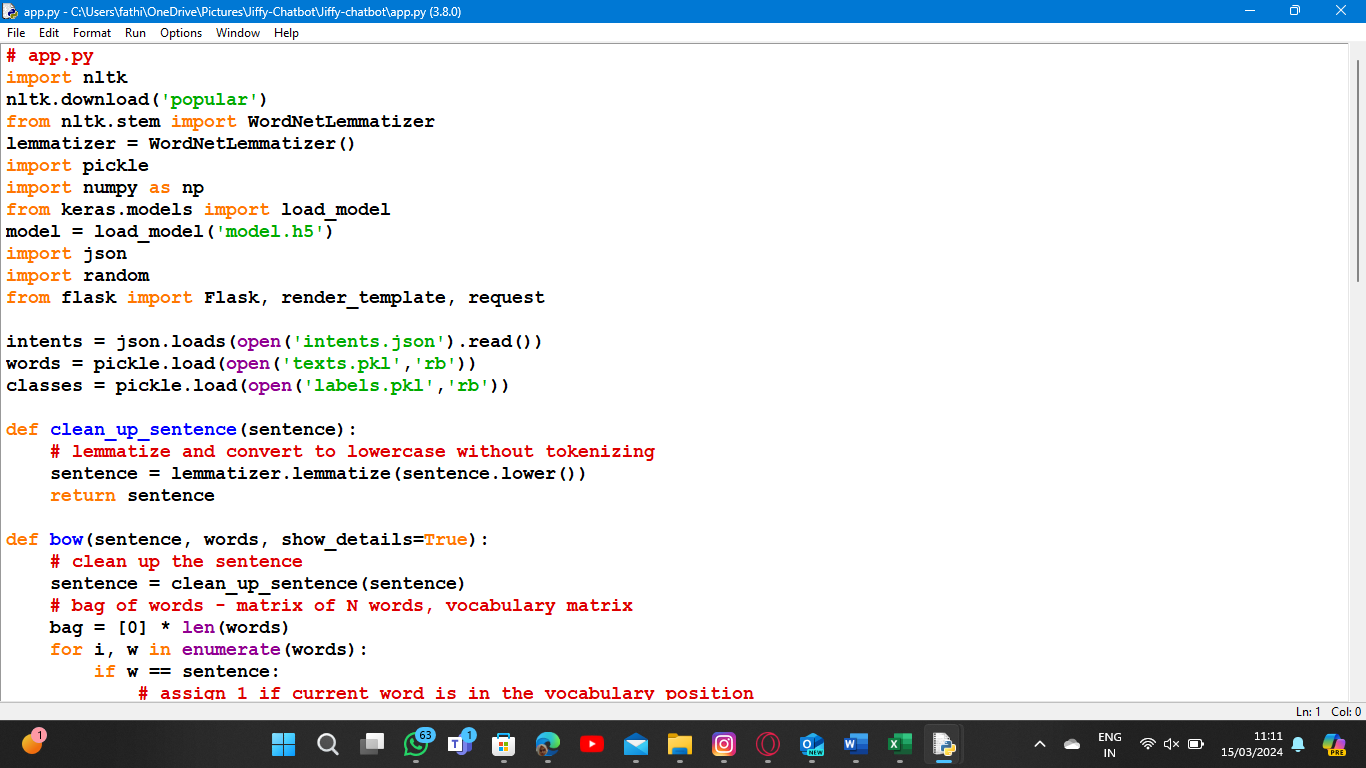 app.py - C:\Users\fathi\OneDrive\Pictures\Jiffy-Chatbot\Jiffy-chatbot\app.py (3.8.0)
File Edit Format Run Options Window Help
# app.py
import nltk
nltk.download('popular')
from nltk.stem import WordNetLemmatizer
lemmatizer = WordNetLemmatizer()
import pickle
import numpy as np
from keras.models import load_model
model = load_model('model.h5')
import json
import random
from flask import Flask, render_template, request

intents = json.loads(open('intents.json').read())
words = pickle.load(open('texts.pkl','rb'))
classes = pickle.load(open('labels.pkl','rb'))

def clean_up_sentence(sentence):
    # lemmatize and convert to lowercase without tokenizing
    sentence = lemmatizer.lemmatize(sentence.lower())
    return sentence

def bow(sentence, words, show_details=True):
    # clean up the sentence
    sentence = clean_up_sentence(sentence)
    # bag of words - matrix of N words, vocabulary matrix
    bag = [0] * len(words)
    for i, w in enumerate(words):
        if w == sentence:
            # assign 1 if current word is in the vocabulary position
Ln: 1 Col: 0
1
63
1
NEW
PRE
ENG
IN
11:11
15/03/2024